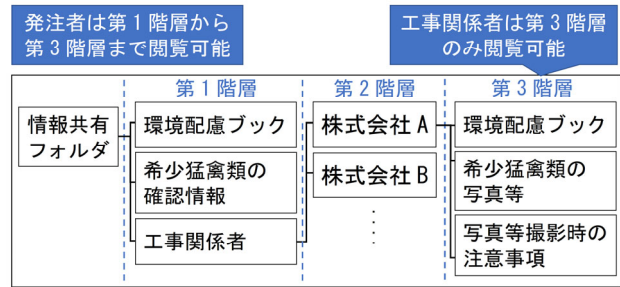 発注者は第１階層から
第３階層まで閲覧可能
工事関係者は第３階層
のみ閲覧可能
第１階層
第２階層
第３階層
情報共有
フォルダ
環境配慮ブック
希少猛禽類の
確認情報
工事関係者
株式会社Ａ
株式会社Ｂ
環境配慮ブック
希少猛禽類の
写真等
写真等撮影時の
注意事項